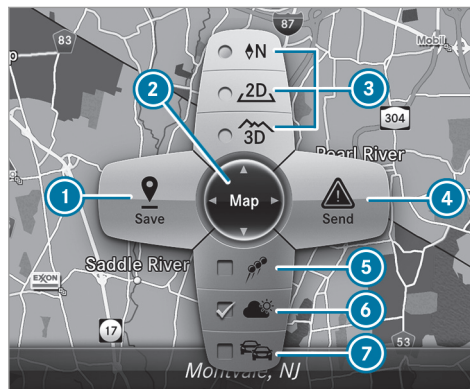 87
83
N
Mobil
2
2D
3
3D
304
Pearl River
1
Map
4
Save
Send
5
Saddle River
EXXON
6
17
7
53
Montvale, NJ